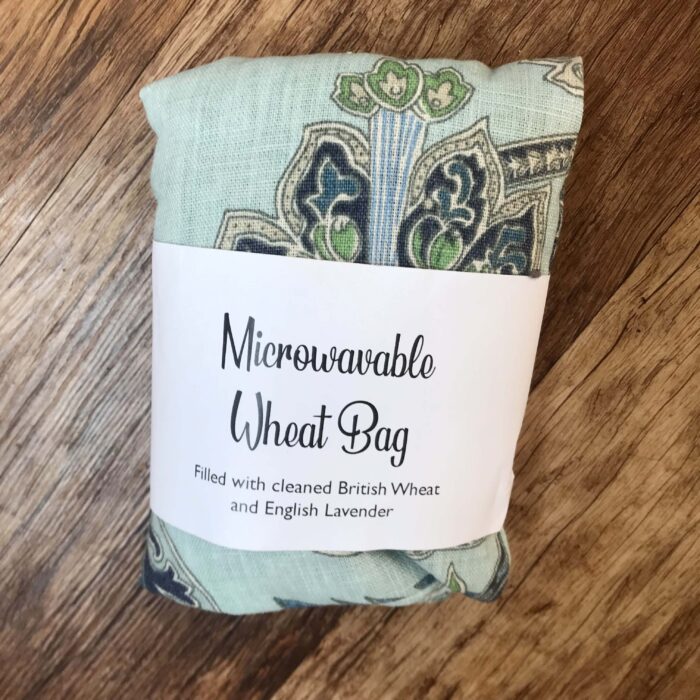 Microwavable
Wheat Bag
Filled with cleaned British Wheat
and English Lavender